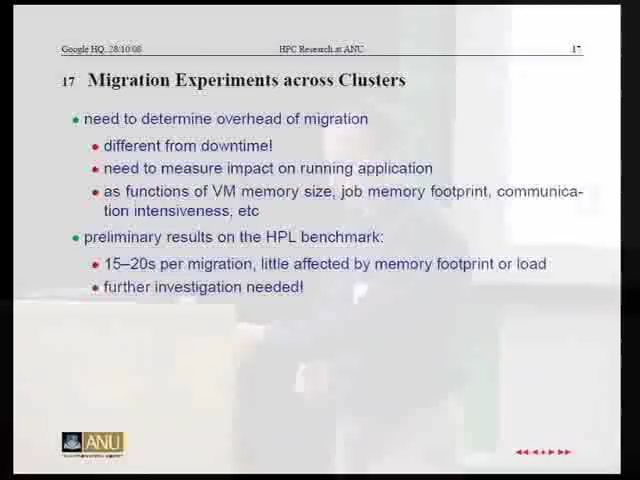 Google HQ, 28/10/08 HPC Research at ANU 17
17 Migration Experiments across Clusters
need to determine overhead of migration
different from downtime!
need to measure impact on running application
as functions of VM memory size, job memory footprint, communica-
tion intensiveness, etc
preliminary results on the HPL benchmark:
15–20s per migration, little affected by memory footprint or load
further investigation needed!
ANU